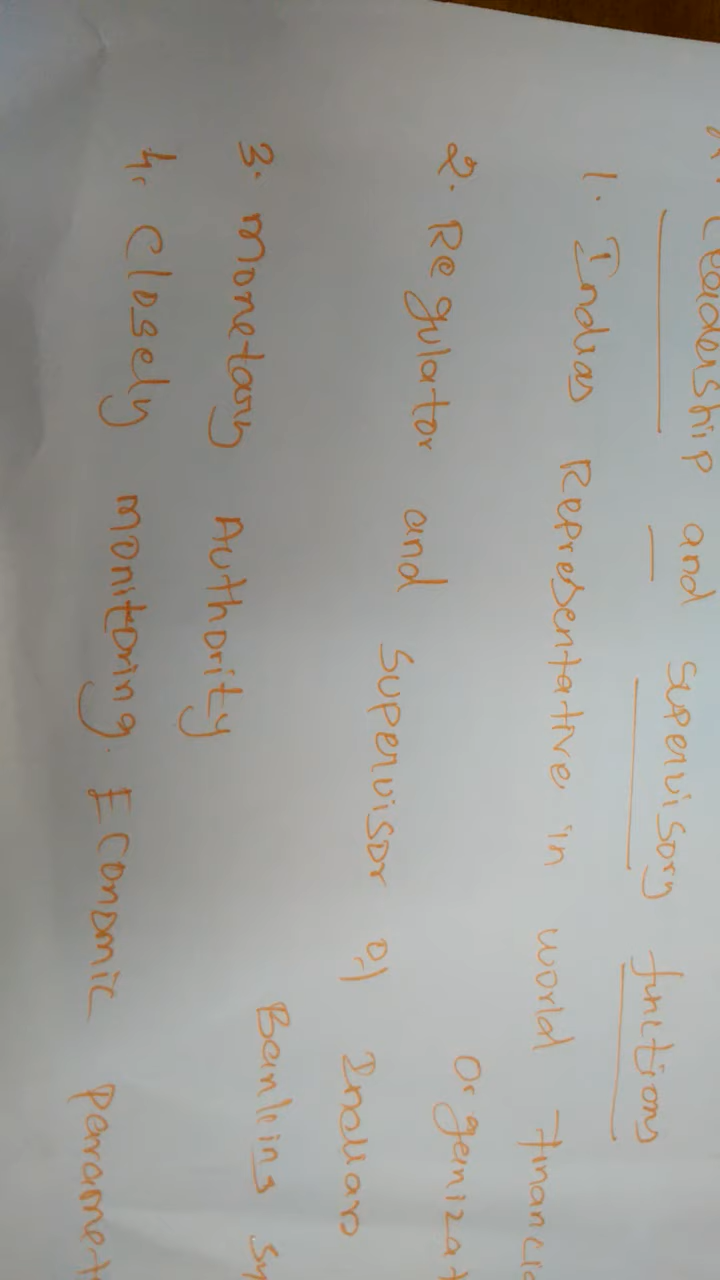 A. Leadership and supervisory functions
1. Indias Representative in world Financia
Organizat
2. Regulator and Supervisor of Indian
Banking Sy
3. Monetary Authority
4. Closely monitoring Economic Paramet